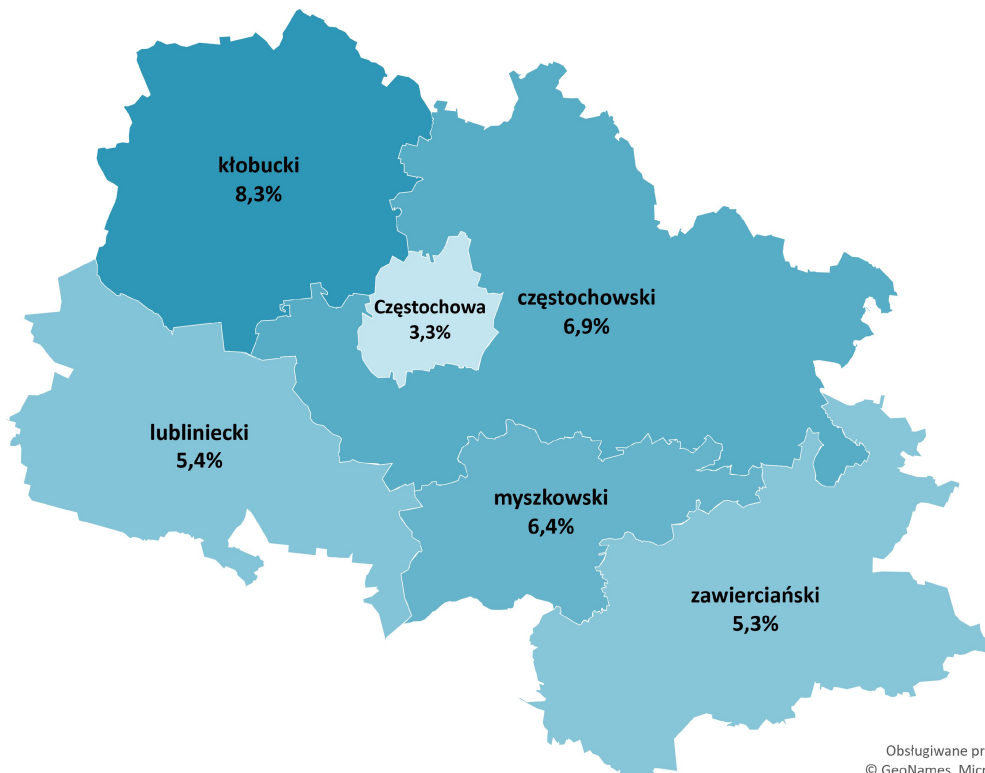 kłobucki
8,3%
Częstochowa
3,3%
częstochowski
6,9%
lubliniecki
5,4%
myszkowski
6,4%
zawierciański
5,3%
Obsługiwane pr
© GeoNames, Micr